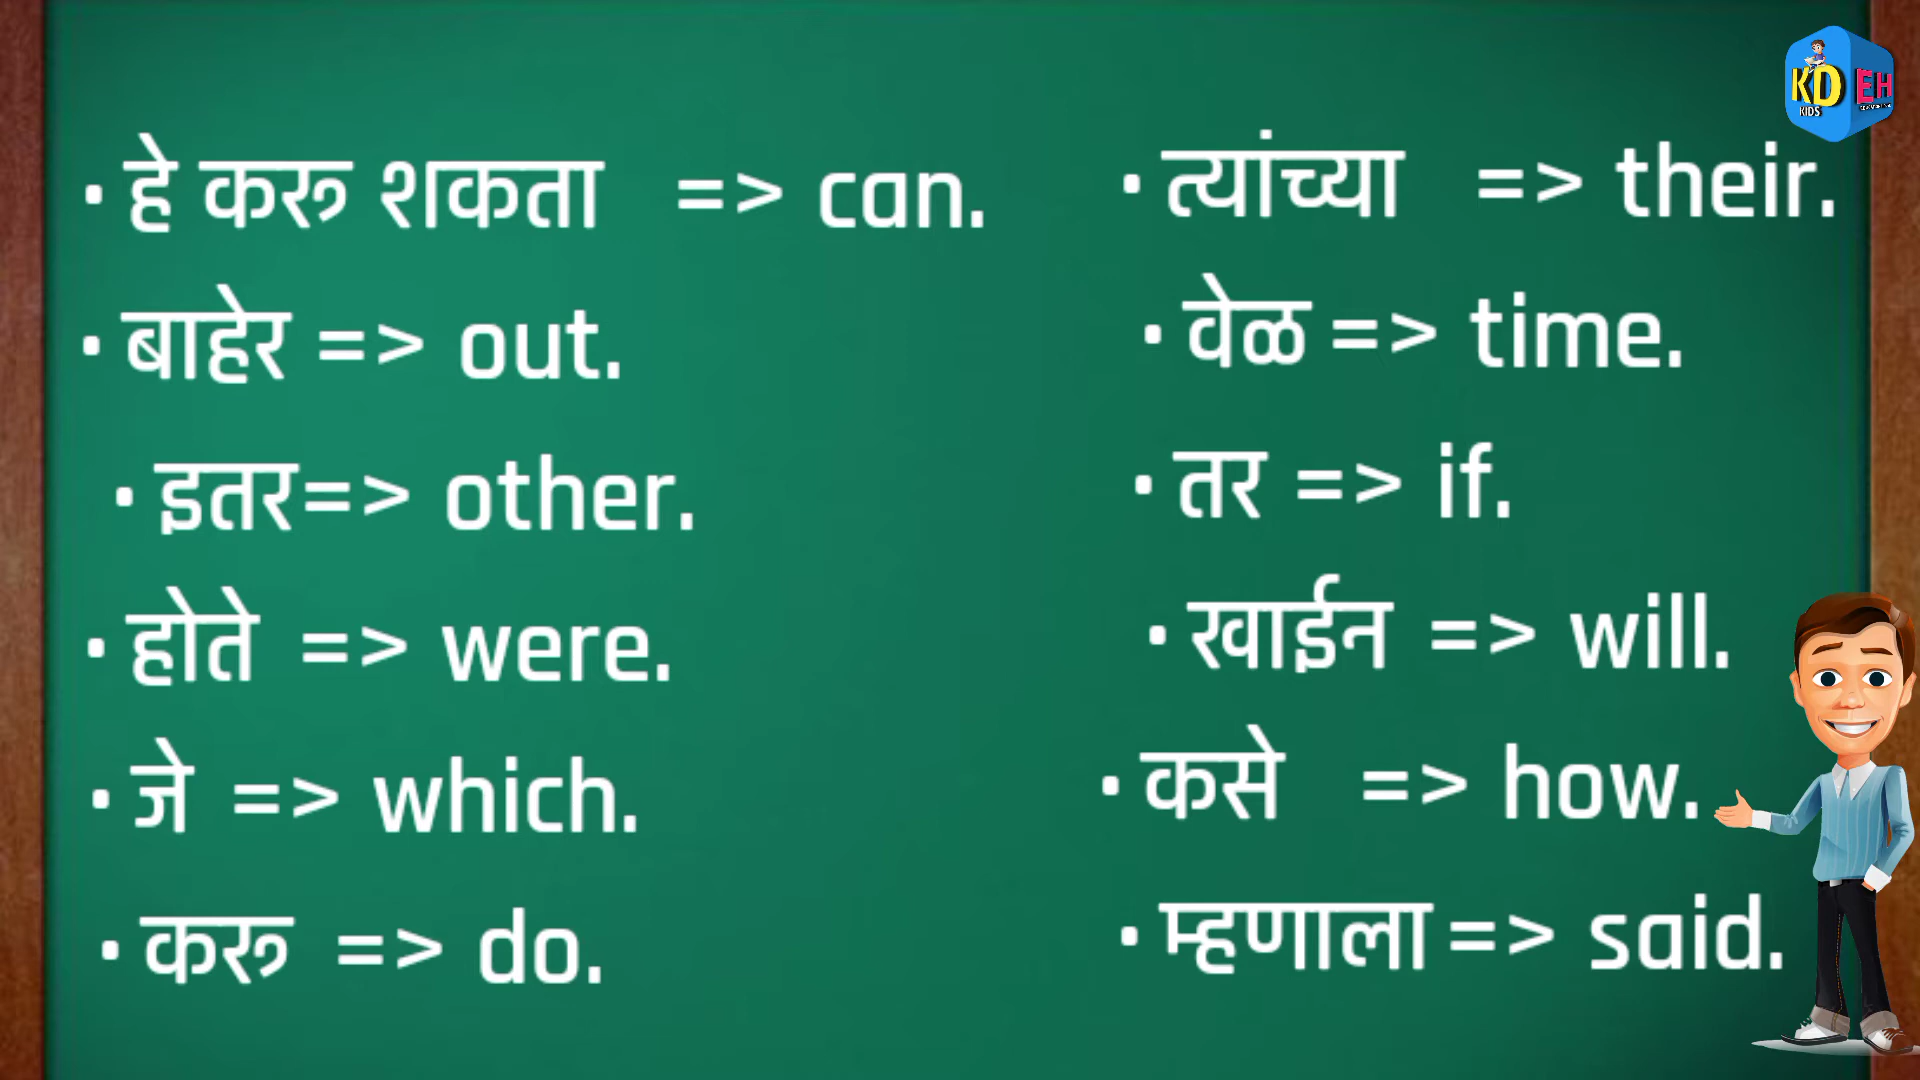 • हे करू शकता => can.
• बाहेर => out.
• इतर=> other.
• होते => were.
• जे => which.
• करू => do.
• त्यांच्या => their.
• वेळ => time.
• तर => if.
• खाईन => will.
• कसे => how.
• म्हणाला => said.
KD EH
KIDS